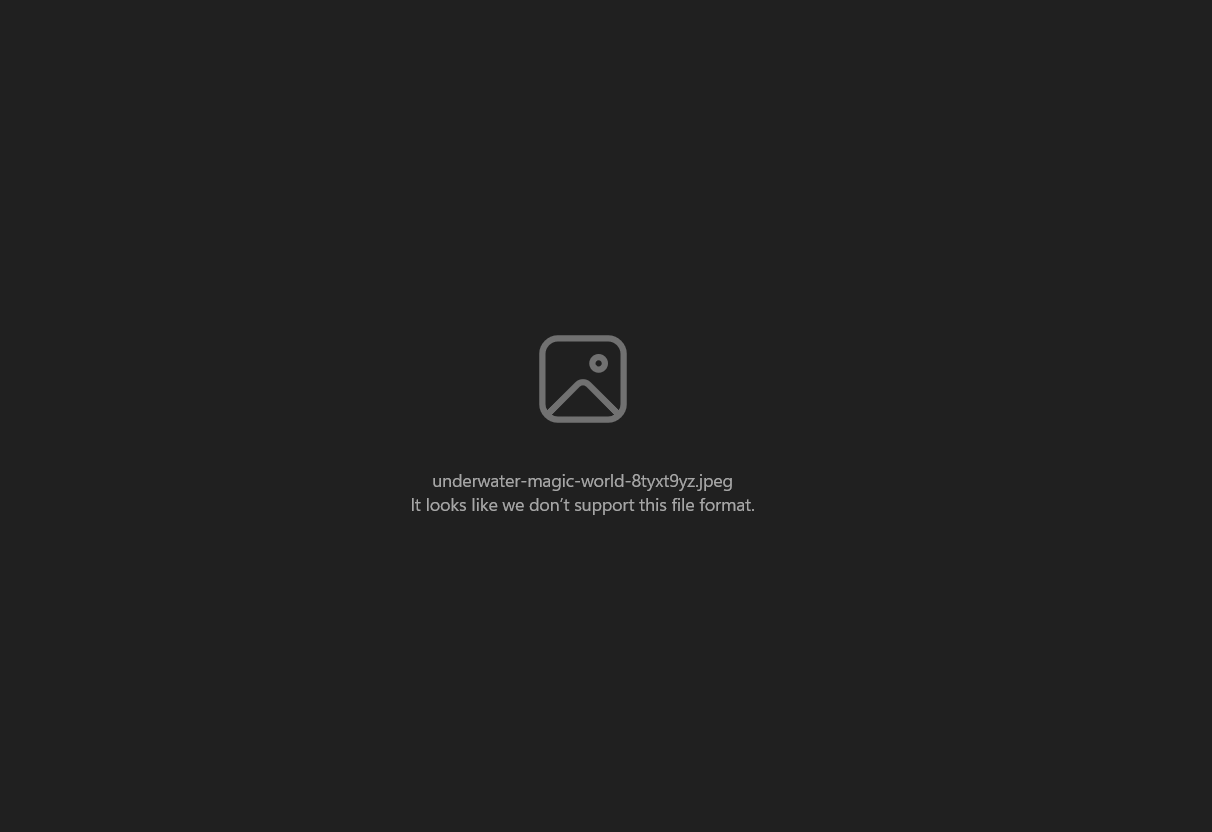 underwater-magic-world-8tyxt9yz.jpeg
It looks like we don’t support this file format.